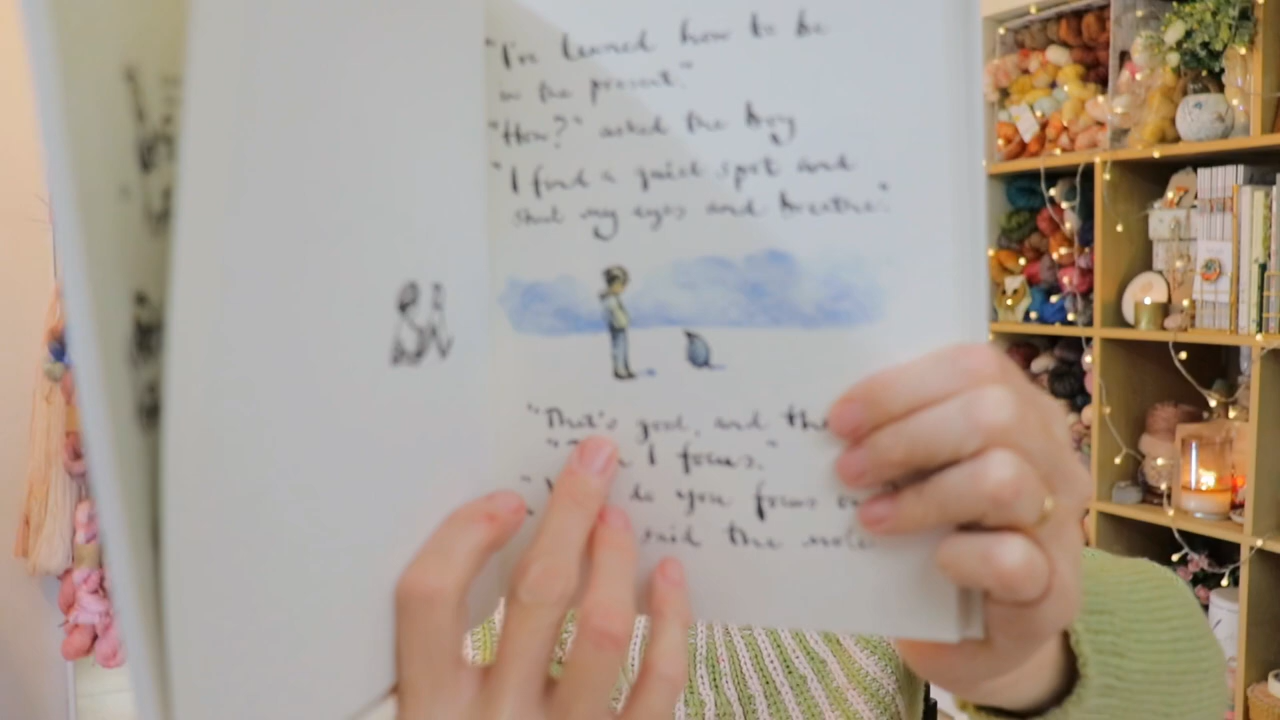 "I've learned how to be
in the present."
"How?" asked the boy
"I find a quiet spot and
shut my eyes and breathe."
"That's good, and the
I focus."
do you focus on
said the mole